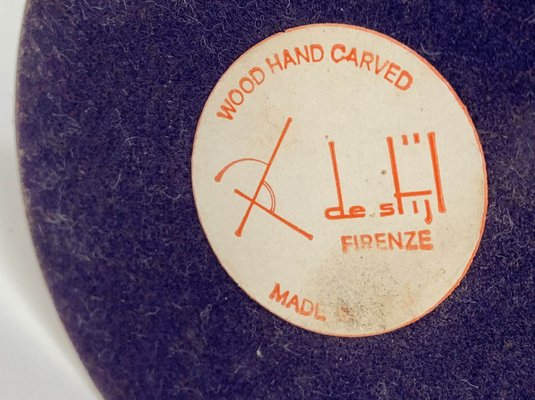 WOOD HAND CARVED
de stijl
FIRENZE
MADE